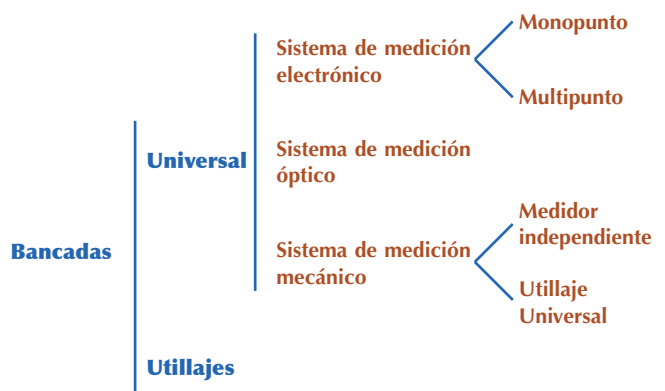 Bancadas
Universal
Sistema de medición
electrónico
Monopunto
Multipunto
Sistema de medición
óptico
Sistema de medición
mecánico
Medidor
independiente
Utillaje
Universal
Utillajes